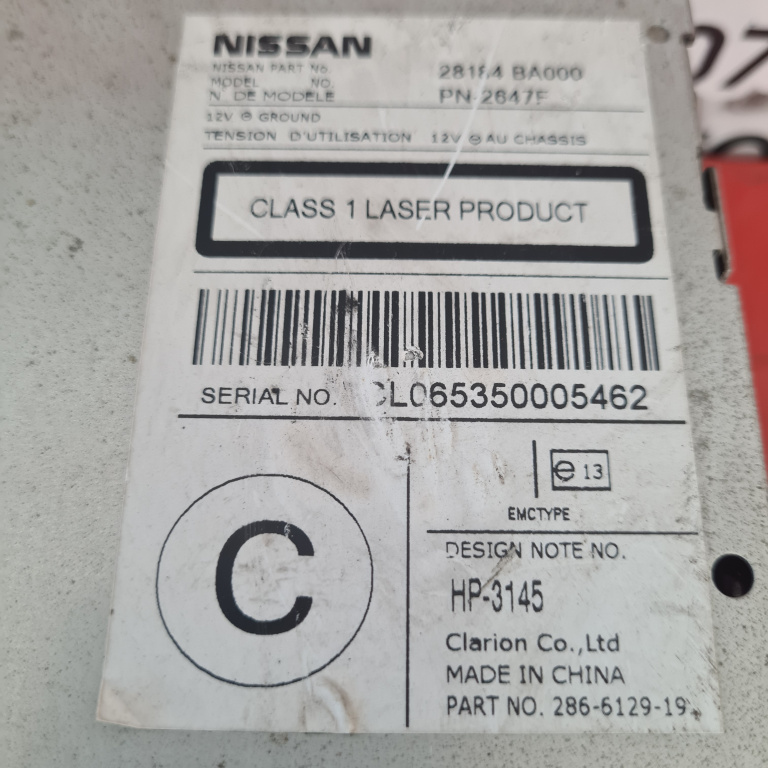 NISSAN
NISSAN PART No. 28184 BA000
MODEL NO.
N. DE MODELE PN-2647F
12V ⊖ GROUND
TENSION D'UTILISATION 12V ⊖ AU CHASSIS
CLASS 1 LASER PRODUCT
SERIAL NO. CL065350005462
C
e 13
EMCTYPE
DESIGN NOTE NO.
HP-3145
Clarion Co.,Ltd
MADE IN CHINA
PART NO. 286-6129-19
07